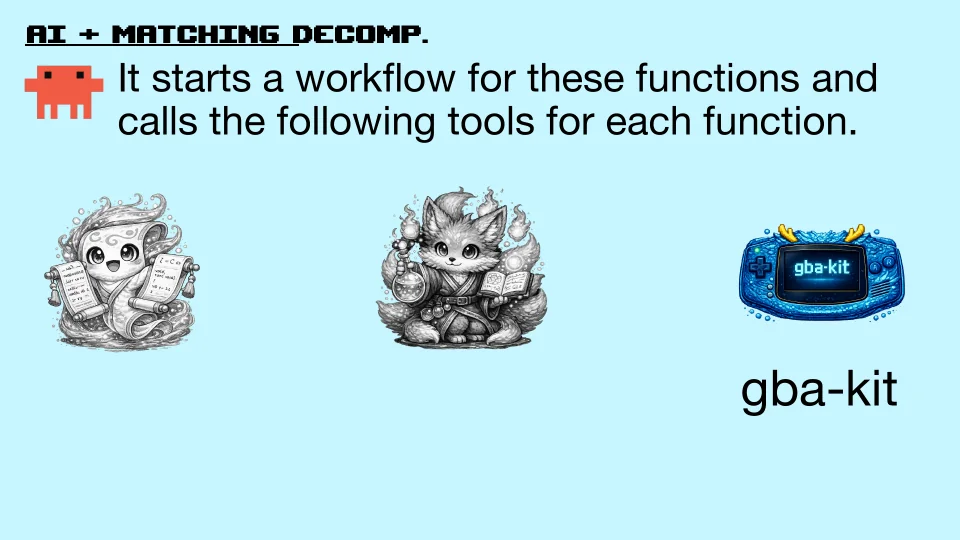 AI + MATCHING DECOMP.
It starts a workflow for these functions and
calls the following tools for each function.
gba-kit
gba-kit